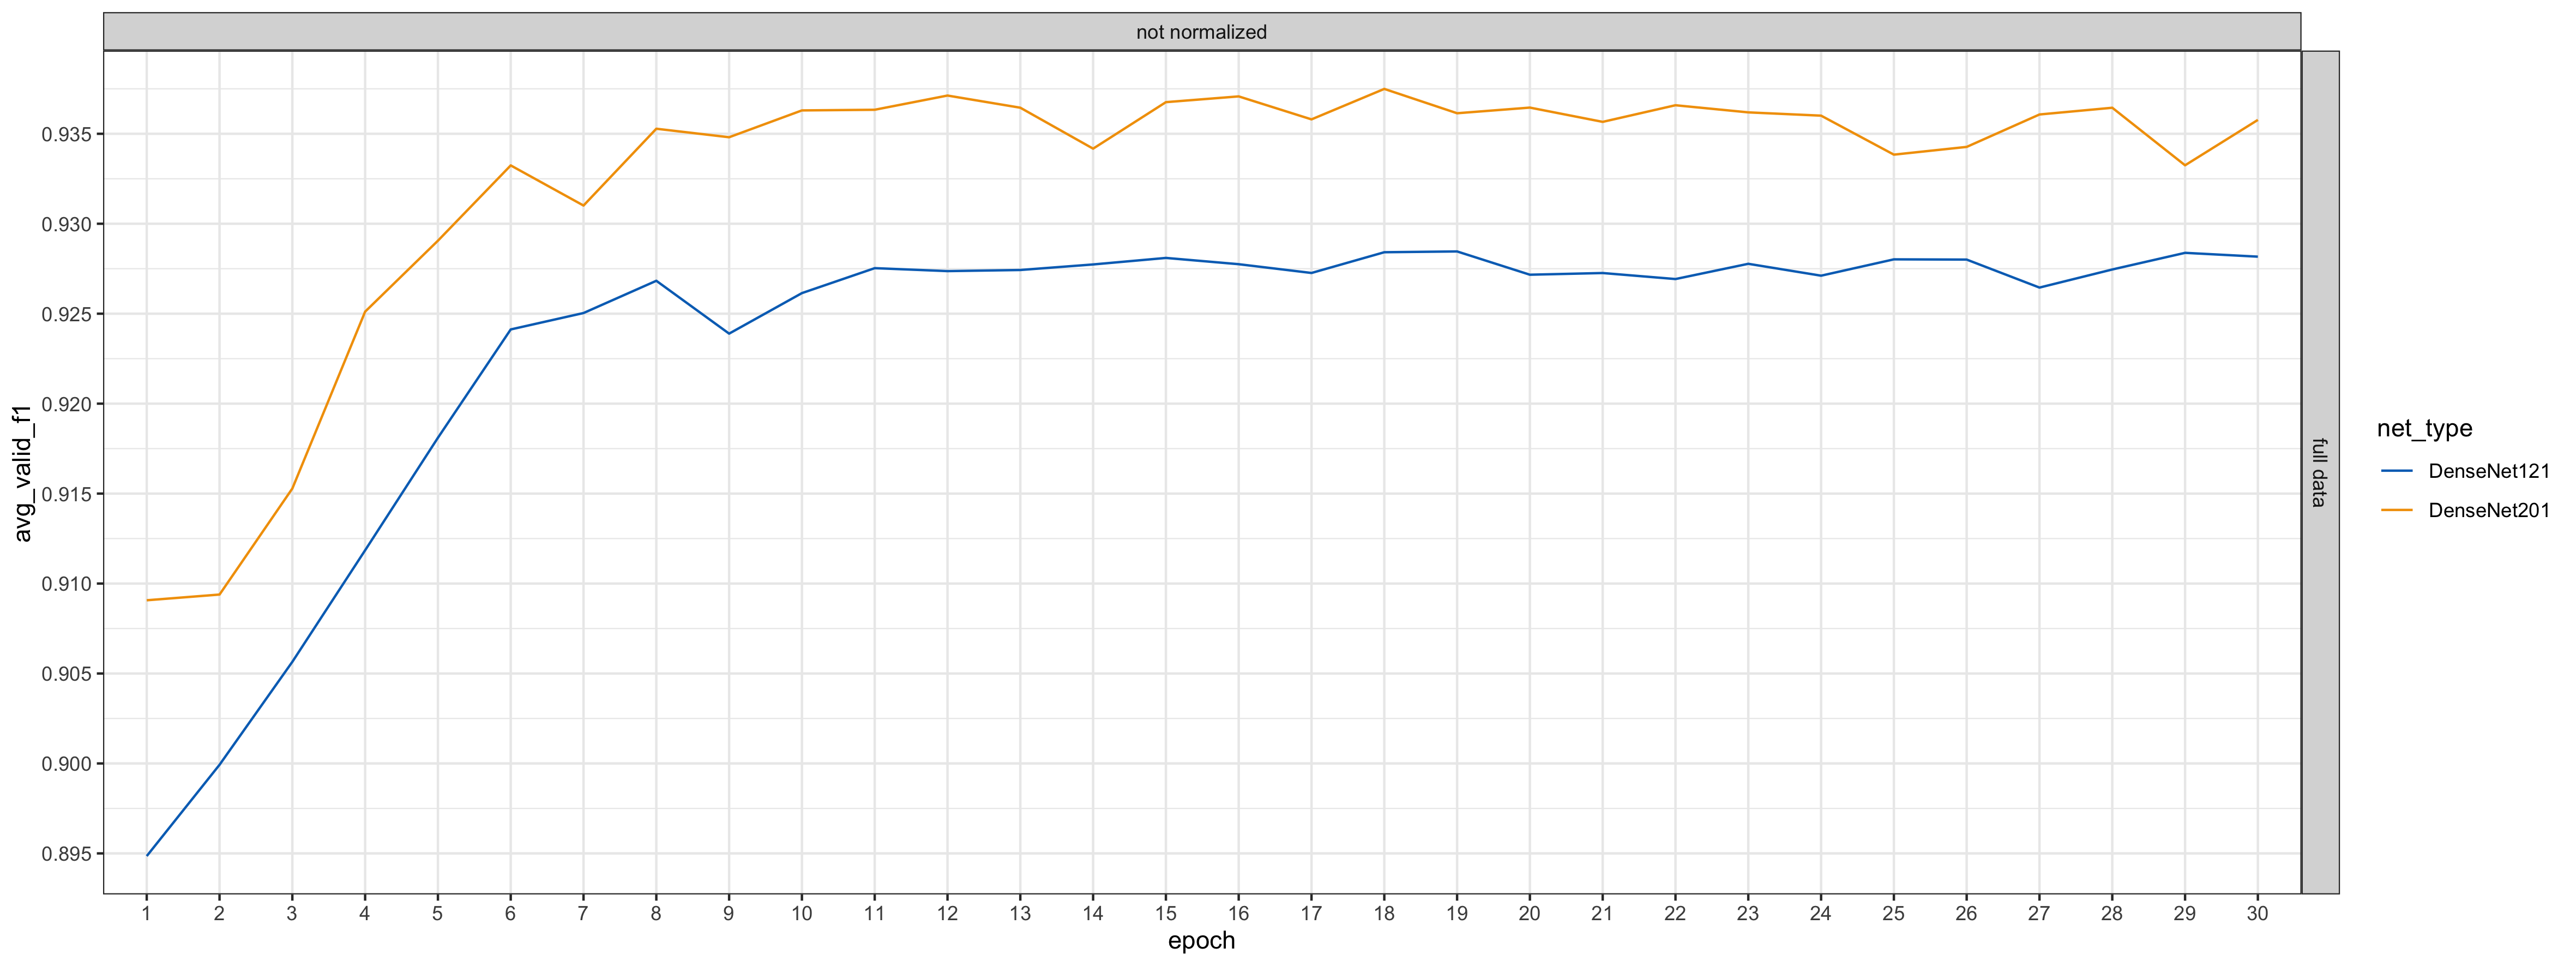 not normalized
full data
avg_valid_f1
0.935
0.930
0.925
0.920
0.915
0.910
0.905
0.900
0.895
1 2 3 4 5 6 7 8 9 10 11 12 13 14 15 16 17 18 19 20 21 22 23 24 25 26 27 28 29 30
epoch
net_type
DenseNet121
DenseNet201